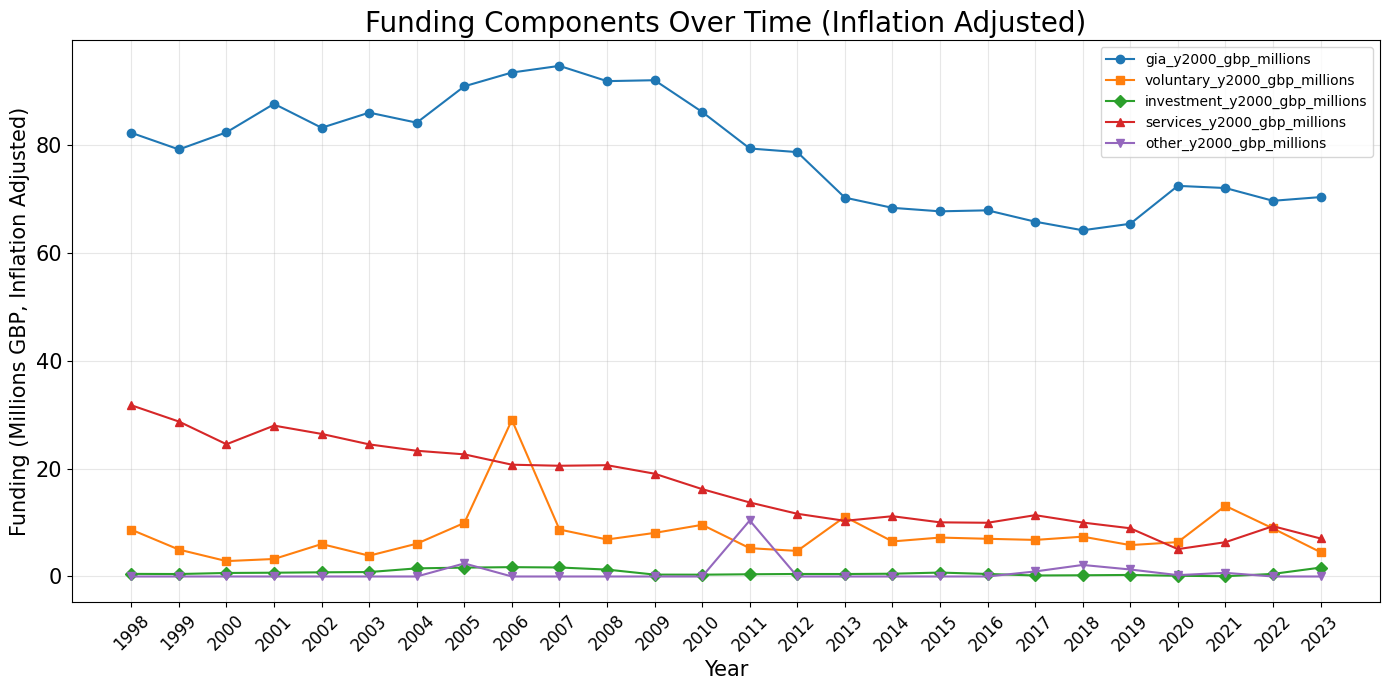 Funding Components Over Time (Inflation Adjusted)
gia_y2000_gbp_millions
voluntary_y2000_gbp_millions
investment_y2000_gbp_millions
services_y2000_gbp_millions
other_y2000_gbp_millions
Funding (Millions GBP, Inflation Adjusted)
80
60
40
20
0
1998 1999 2000 2001 2002 2003 2004 2005 2006 2007 2008 2009 2010 2011 2012 2013 2014 2015 2016 2017 2018 2019 2020 2021 2022 2023
Year